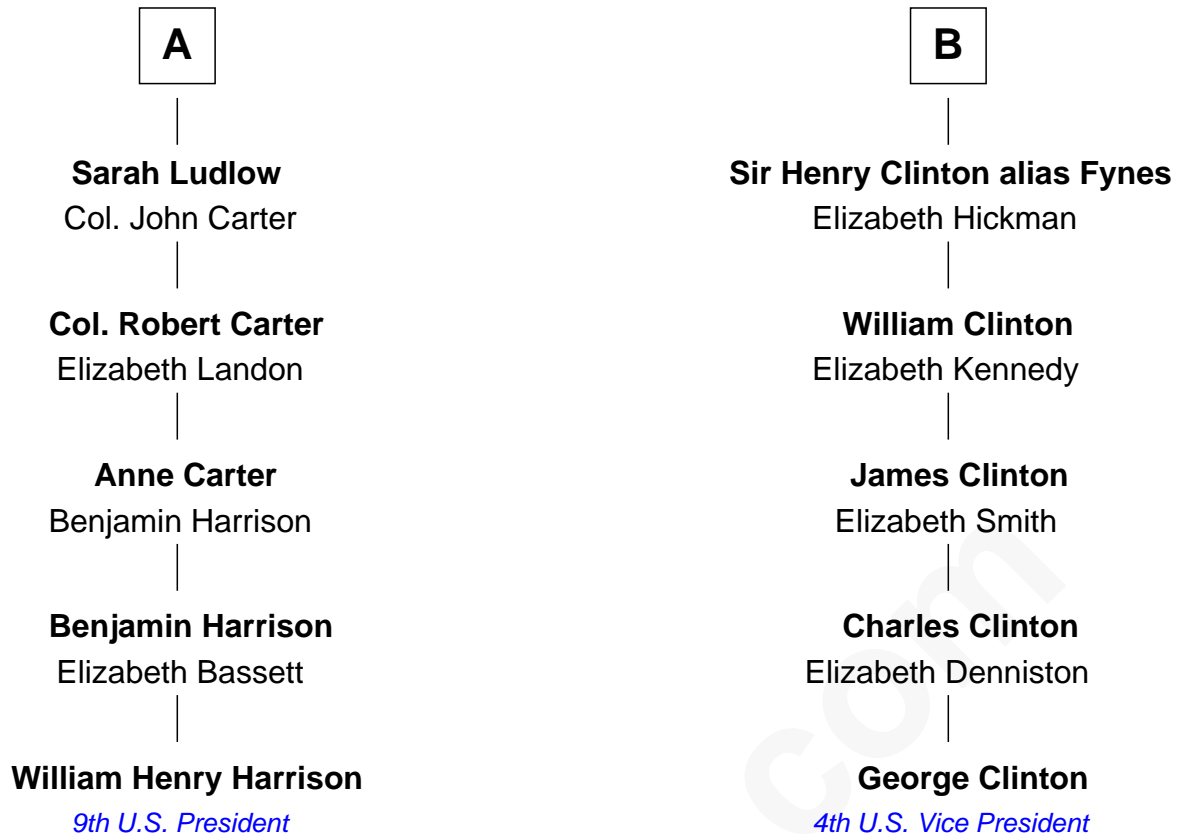 A
Sarah Ludlow
Col. John Carter
Col. Robert Carter
Elizabeth Landon
Anne Carter
Benjamin Harrison
Benjamin Harrison
Elizabeth Bassett
William Henry Harrison
9th U.S. President
B
Sir Henry Clinton alias Fynes
Elizabeth Hickman
William Clinton
Elizabeth Kennedy
James Clinton
Elizabeth Smith
Charles Clinton
Elizabeth Denniston
George Clinton
4th U.S. Vice President
com